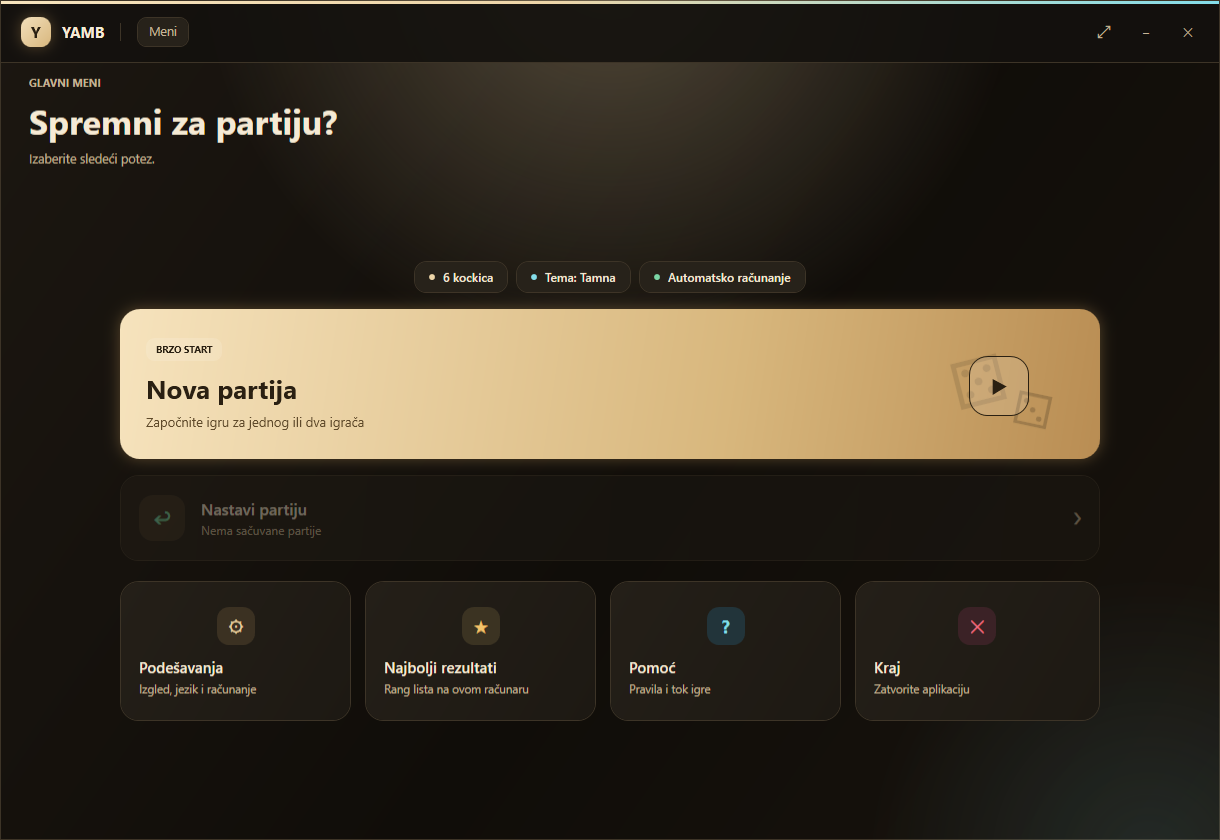 Y YAMB Meni
GLAVNI MENI
Spremni za partiju?
Izaberite sledeći potez.
6 kockica
Tema: Tamna
Automatsko računanje
BRZO START
Nova partija
Započnite igru za jednog ili dva igrača
Nastavi partiju
Nema sačuvane partije
Podešavanja
Izgled, jezik i računanje
Najbolji rezultati
Rang lista na ovom računaru
?
Pomoć
Pravila i tok igre
Kraj
Zatvorite aplikaciju